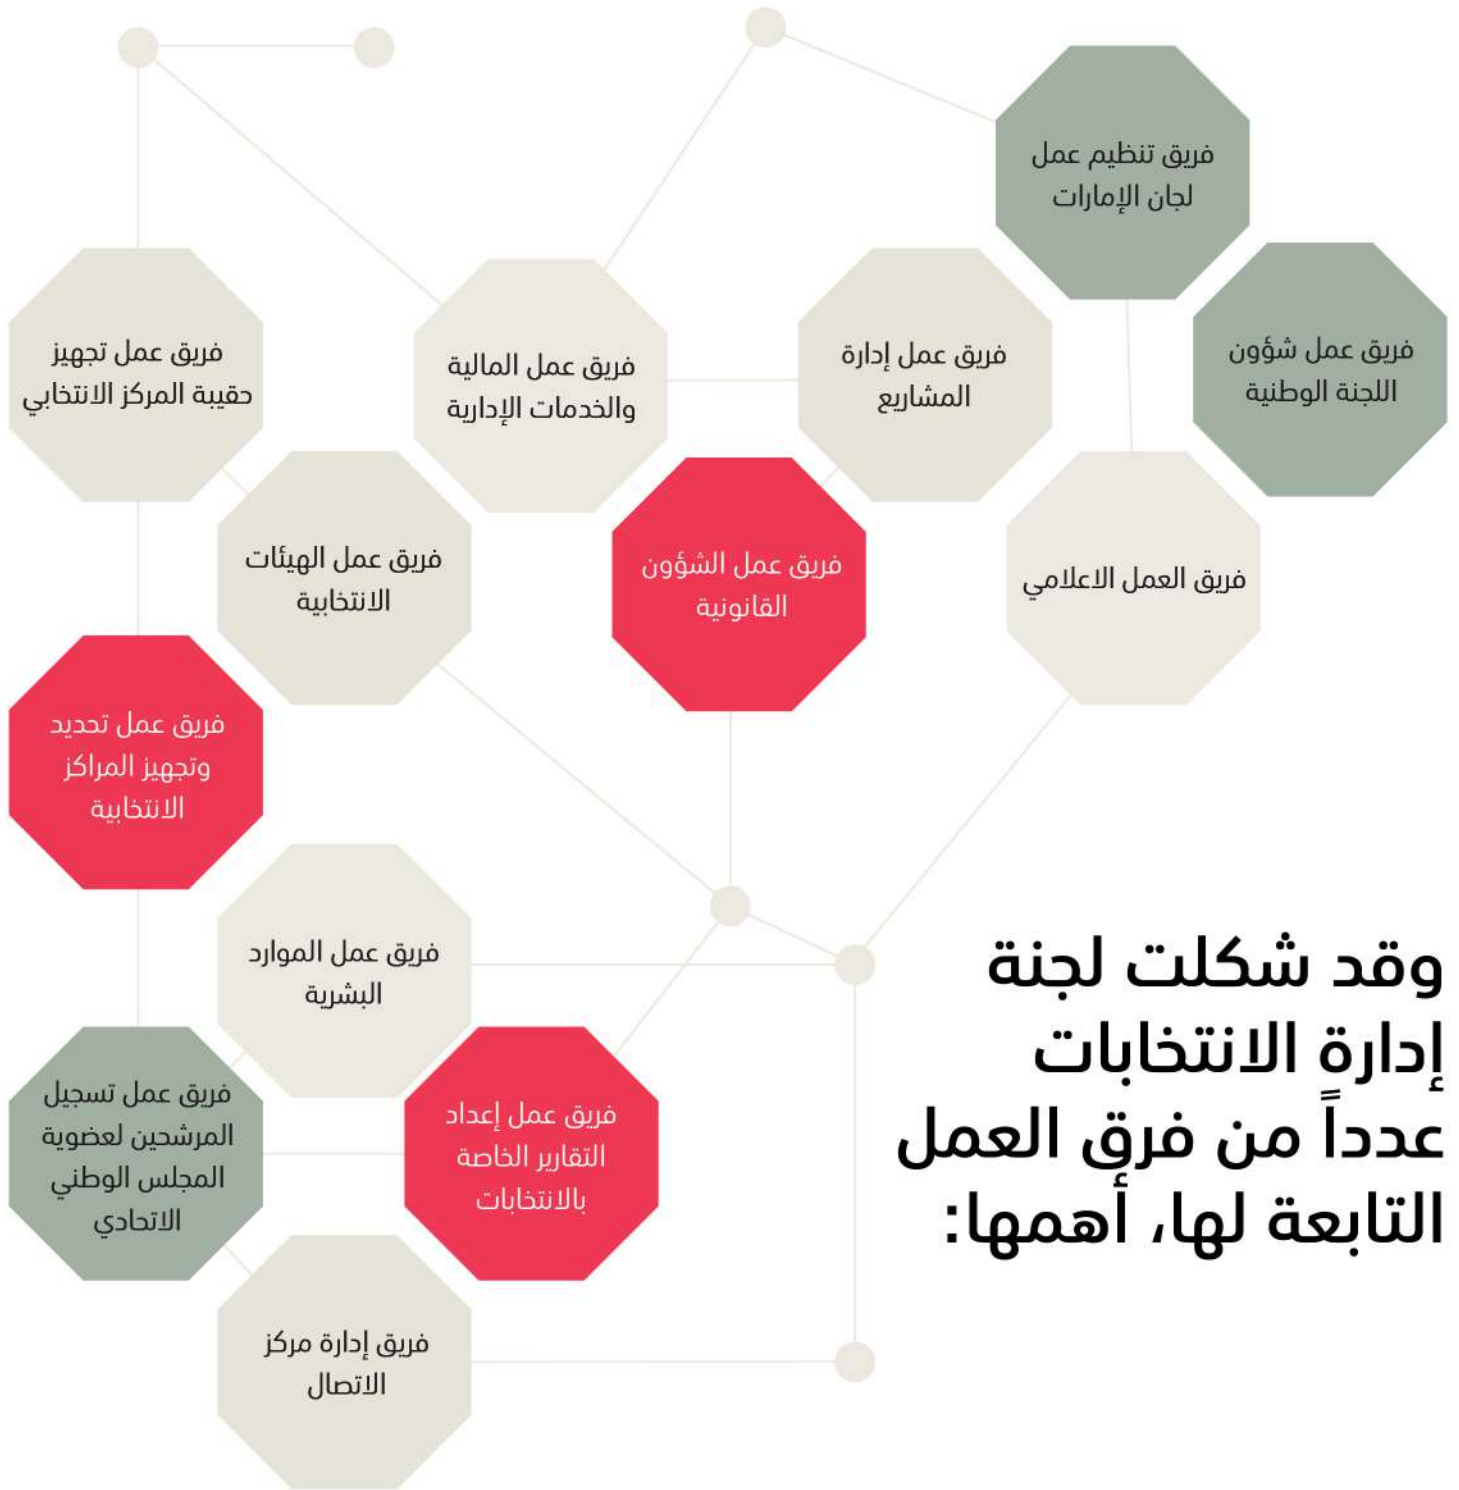 فريق تنظيم عمل
لجان الإمارات
فريق عمل شؤون
اللجنة الوطنية
فريق عمل إدارة
المشاريع
فريق عمل المالية
والخدمات الإدارية
فريق عمل تجهيز
حقيبة المركز الانتخابي
فريق العمل الاعلامي
فريق عمل الشؤون
القانونية
فريق عمل الهيئات
الانتخابية
فريق عمل تحديد
وتجهيز المراكز
الانتخابية
وقد شكلت لجنة
إدارة الانتخابات
عدداً من فرق العمل
التابعة لها، أهمها:
فريق عمل الموارد
البشرية
فريق عمل إعداد
التقارير الخاصة
بالانتخابات
فريق عمل تسجيل
المرشحين لعضوية
المجلس الوطني
الاتحادي
فريق إدارة مركز
الاتصال